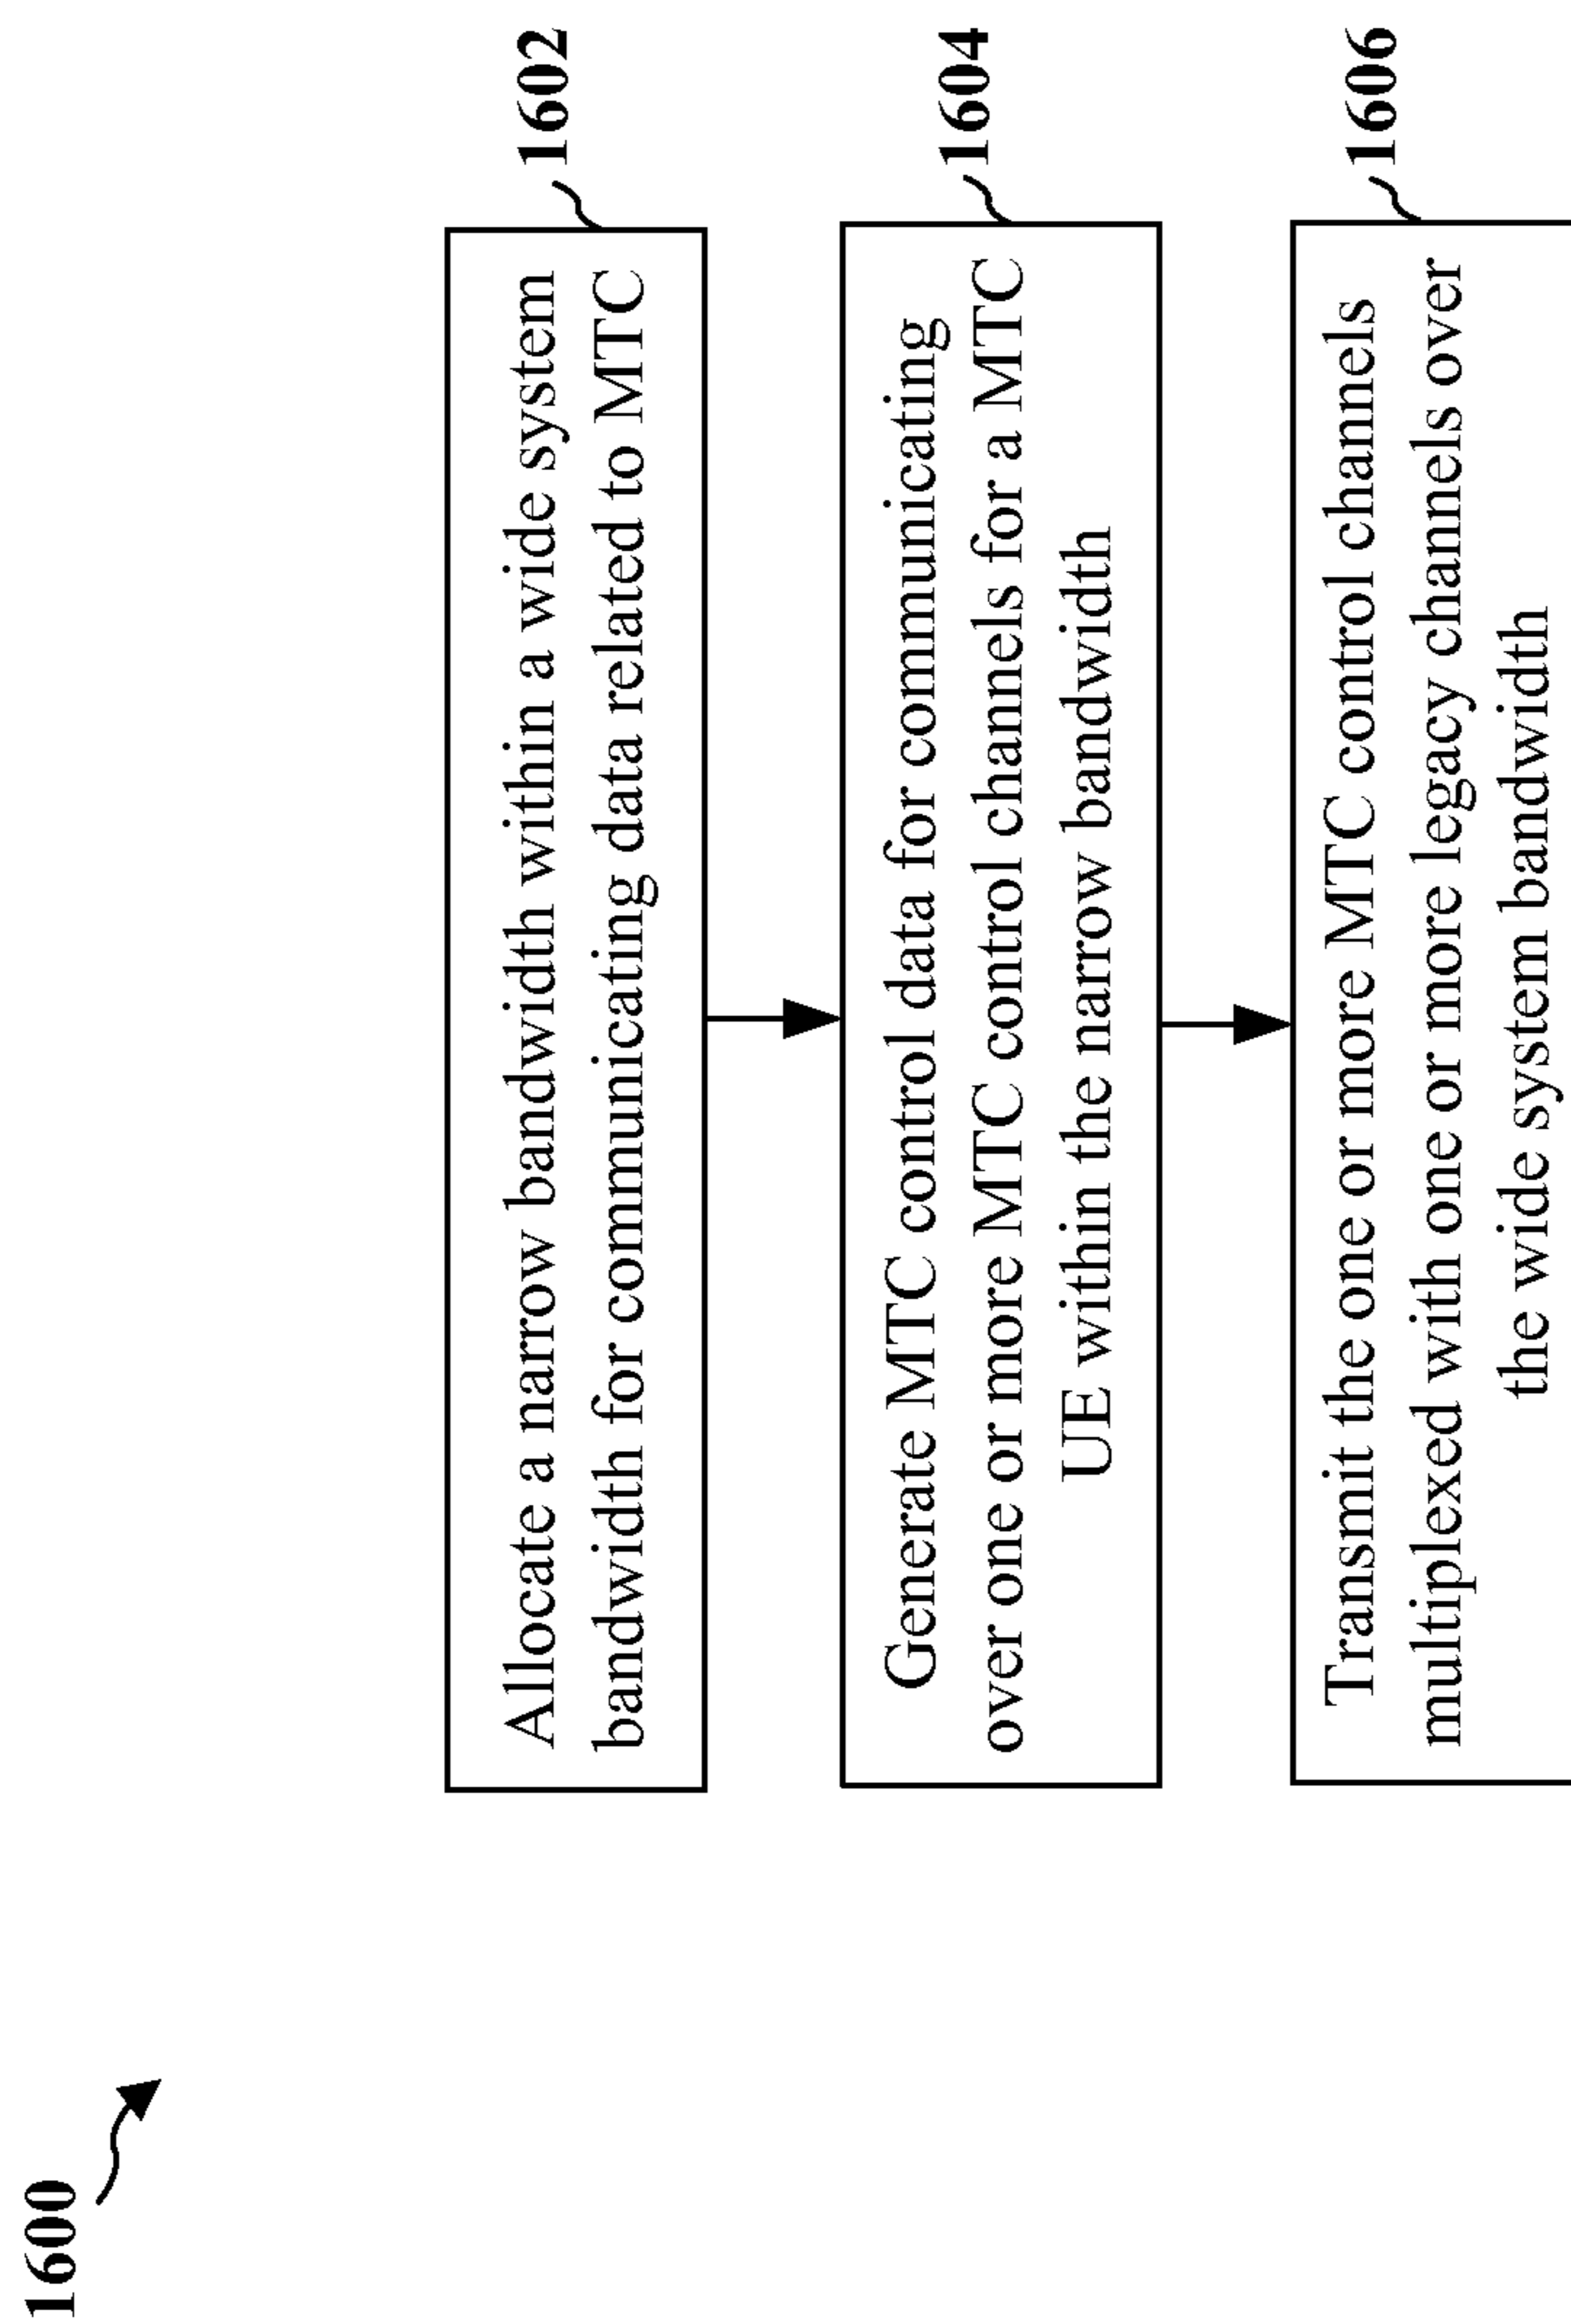 1600
Allocate a narrow bandwidth within a wide system
bandwidth for communicating data related to MTC
1602
Generate MTC control data for communicating
over one or more MTC control channels for a MTC
UE within the narrow bandwidth
1604
Transmit the one or more MTC control channels
multiplexed with one or more legacy channels over
the wide system bandwidth
1606